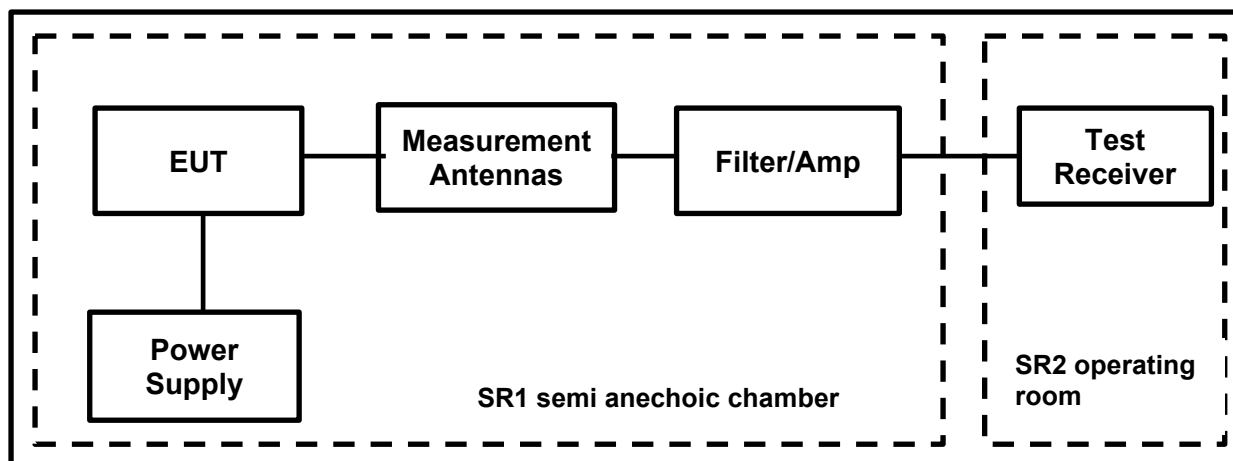 EUT
Measurement
Antennas
Filter/Amp
Test
Receiver
Power
Supply
SR1 semi anechoic chamber
SR2 operating
room